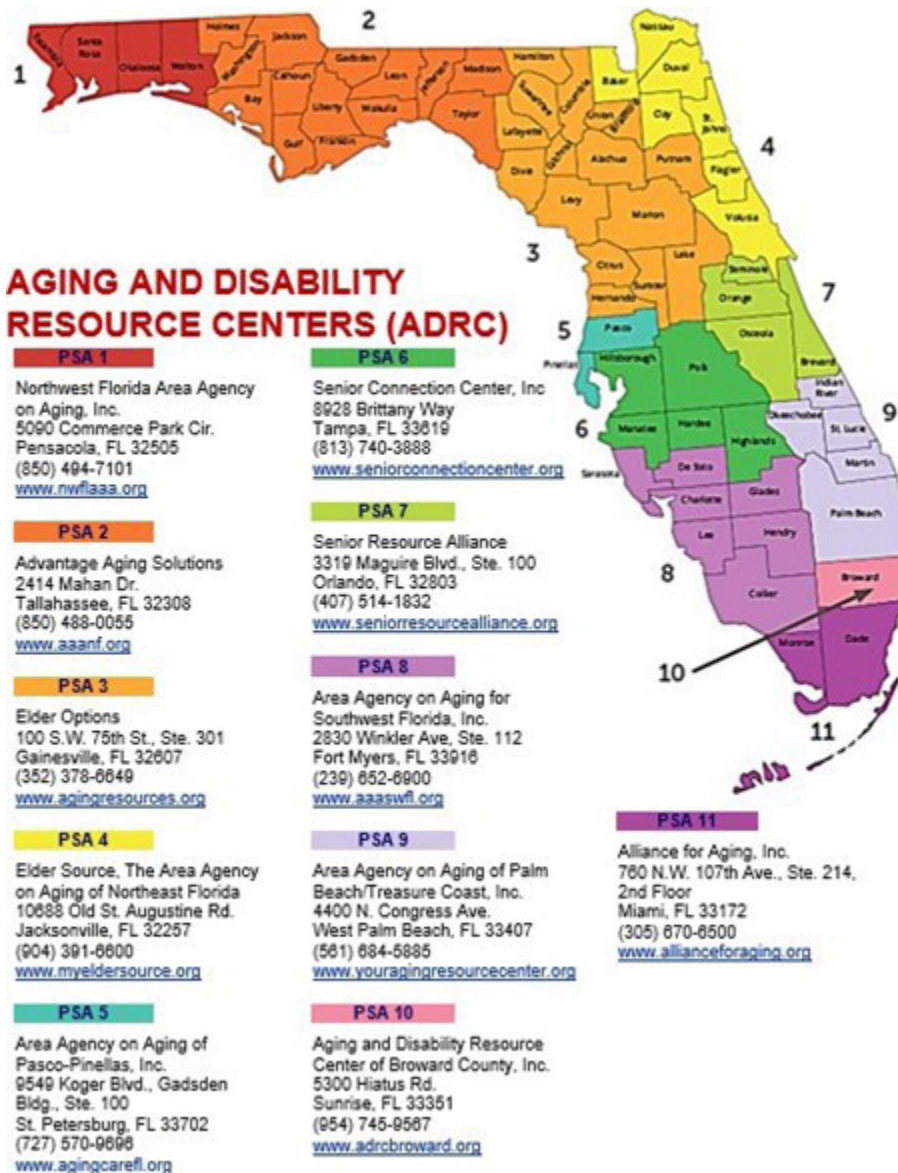 2
1
Escambia
Santa
Rosa
Okaloosa
Walton
Holmes
Jackson
Washington
Bay
Calhoun
Gulf
Liberty
Franklin
Gadsden
Leon
Wakulla
Jefferson
Madison
Taylor
Hamilton
Suwannee
Columbia
Lafayette
Dixie
Gilchrist
Union
Bradford
Alachua
Putnam
Levy
Marion
Citrus
Sumter
Lake
Hernando
Baker
Nassau
Duval
Clay
St.
Johns
Flagler
Volusia
4
3
Seminole
Orange
Osceola
Brevard
7
5
Pasco
Pinellas
Hillsborough
Polk
Manatee
Hardee
Highlands
6
Indian
River
Okeechobee
St. Lucie
Martin
Palm Beach
9
Sarasota
De Soto
Charlotte
Glades
Lee
Hendry
Collier
8
Broward
10
Monroe
Dade
11
AGING AND DISABILITY
RESOURCE CENTERS (ADRC)
PSA 1
Northwest Florida Area Agency
on Aging, Inc.
5090 Commerce Park Cir.
Pensacola, FL 32505
(850) 494-7101
www.nwflaaa.org
PSA 2
Advantage Aging Solutions
2414 Mahan Dr.
Tallahassee, FL 32308
(850) 488-0055
www.aaanf.org
PSA 3
Elder Options
100 S.W. 75th St., Ste. 301
Gainesville, FL 32607
(352) 378-6649
www.agingresources.org
PSA 4
Elder Source, The Area Agency
on Aging of Northeast Florida
10688 Old St. Augustine Rd.
Jacksonville, FL 32257
(904) 391-6600
www.myeldersource.org
PSA 5
Area Agency on Aging of
Pasco-Pinellas, Inc.
9549 Koger Blvd., Gadsden
Bldg., Ste. 100
St. Petersburg, FL 33702
(727) 570-9696
www.agingcarefl.org
PSA 6
Senior Connection Center, Inc
8928 Brittany Way
Tampa, FL 33619
(813) 740-3888
www.seniorconnectioncenter.org
PSA 7
Senior Resource Alliance
3319 Maguire Blvd., Ste. 100
Orlando, FL 32803
(407) 514-1832
www.seniorresourcealliance.org
PSA 8
Area Agency on Aging for
Southwest Florida, Inc.
2830 Winkler Ave, Ste. 112
Fort Myers, FL 33916
(239) 652-6900
www.aaaswfl.org
PSA 9
Area Agency on Aging of Palm
Beach/Treasure Coast, Inc.
4400 N. Congress Ave.
West Palm Beach, FL 33407
(561) 684-5885
www.youragingresourcecenter.org
PSA 10
Aging and Disability Resource
Center of Broward County, Inc.
5300 Hiatus Rd.
Sunrise, FL 33351
(954) 745-9567
www.adrcbroward.org
PSA 11
Alliance for Aging, Inc.
760 N.W. 107th Ave., Ste. 214,
2nd Floor
Miami, FL 33172
(305) 670-6500
www.allianceforaging.org